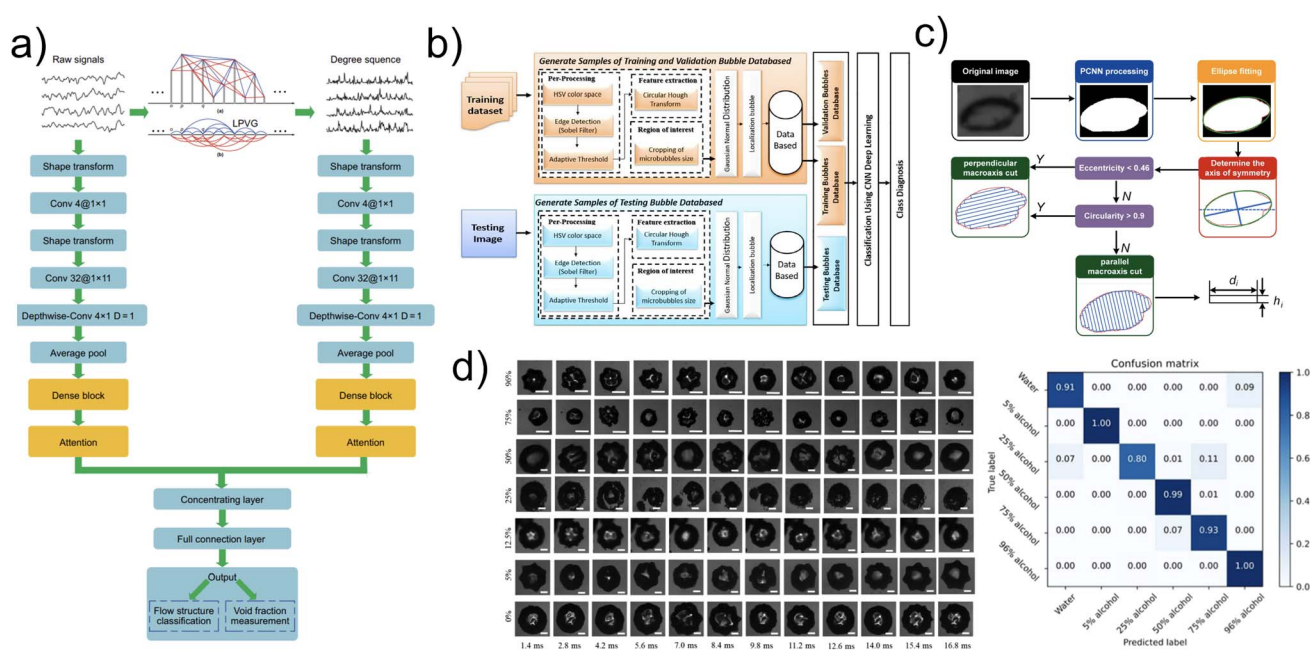 a)
Raw signals
Degree squence
(a)
LPVG
(b)
Shape transform
Conv 4@1×1
Shape transform
Conv 32@1×11
Depthwise-Conv 4×1 D = 1
Average pool
Dense block
Attention
Shape transform
Conv 4@1×1
Shape transform
Conv 32@1×11
Depthwise-Conv 4×1 D = 1
Average pool
Dense block
Attention
Concentrating layer
Full connection layer
Output
Flow structure
classification
Void fraction
measurement
b)
Training
dataset
Generate Samples of Training and Validation Bubble Databased
Per-Processing
HSV color space
Edge Detection
(Sobel Filter)
Adaptive Threshold
Feature extraction
Circular Hough
Transform
Region of interest
Cropping of
microbubbles size
Gaussian Normal Distribution
Localization bubble
Data
Based
Validation Bubbles
Database
Training Bubbles
Database
Testing
Image
Generate Samples of Testing Bubble Databased
Per-Processing
HSV color space
Edge Detection
(Sobel Filter)
Adaptive Threshold
Feature extraction
Circular Hough
Transform
Region of interest
Cropping of
microbubbles size
Gaussian Normal Distribution
Localization bubble
Data
Based
Testing Bubbles
Database
Classification Using CNN Deep Learning
Class Diagnosis
c)
Original image
PCNN processing
Ellipse fitting
perpendicular
macroaxis cut
Y
Eccentricity < 0.46
Determine the
axis of symmetry
N
Y
Circularity > 0.9
N
parallel
macroaxis cut
di
hi
d)
96%
75%
50%
25%
12.5%
5%
0%
1.4 ms 2.8 ms 4.2 ms 5.6 ms 7.0 ms 8.4 ms 9.8 ms 11.2 ms 12.6 ms 14.0 ms 15.4 ms 16.8 ms
Confusion matrix
True label
Water 0.91 0.00 0.00 0.00 0.00 0.09
5% alcohol 0.00 1.00 0.00 0.00 0.00 0.00
25% alcohol 0.07 0.00 0.80 0.01 0.11 0.00
50% alcohol 0.00 0.00 0.00 0.99 0.01 0.00
75% alcohol 0.00 0.00 0.00 0.07 0.93 0.00
96% alcohol 0.00 0.00 0.00 0.00 0.00 1.00
Water 5% alcohol 25% alcohol 50% alcohol 75% alcohol 96% alcohol
Predicted label
1.0
0.8
0.6
0.4
0.2
0.0